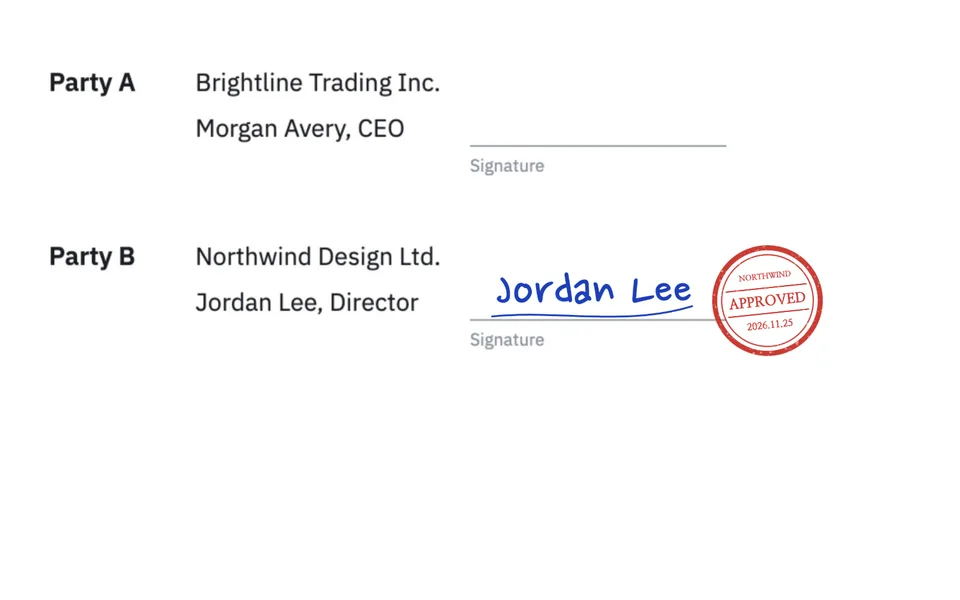 Party A Brightline Trading Inc.
Morgan Avery, CEO
Signature
Party B Northwind Design Ltd.
Jordan Lee, Director
Jordan Lee
Signature
NORTHWIND
APPROVED
2026.11.25